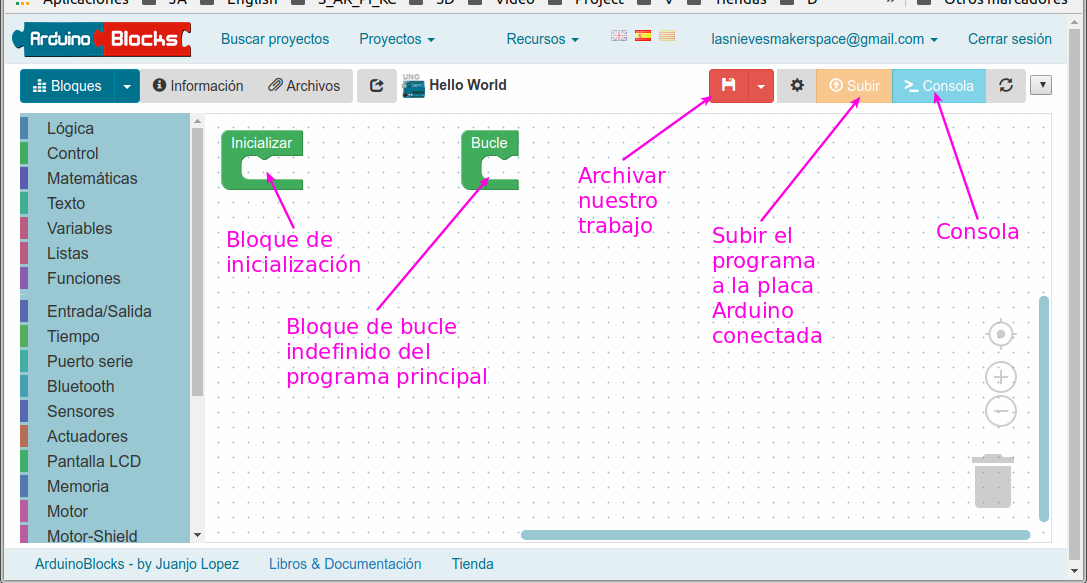 Aplicaciones JA English S_AR_PI_RC 3D Video Project V Tiendas D » Otros marcadores
Arduino Blocks Buscar proyectos Proyectos Recursos lasnievesmakerspace@gmail.com Cerrar sesión
Bloques Información Archivos UNO Hello World Subir Consola
Lógica
Control
Matemáticas
Texto
Variables
Listas
Funciones
Entrada/Salida
Tiempo
Puerto serie
Bluetooth
Sensores
Actuadores
Pantalla LCD
Memoria
Motor
Motor-Shield
Inicializar
Bucle
Bloque de
inicialización
Bloque de bucle
indefinido del
programa principal
Archivar
nuestro
trabajo
Subir el
programa
a la placa
Arduino
conectada
Consola
ArduinoBlocks - by Juanjo Lopez Libros & Documentación Tienda